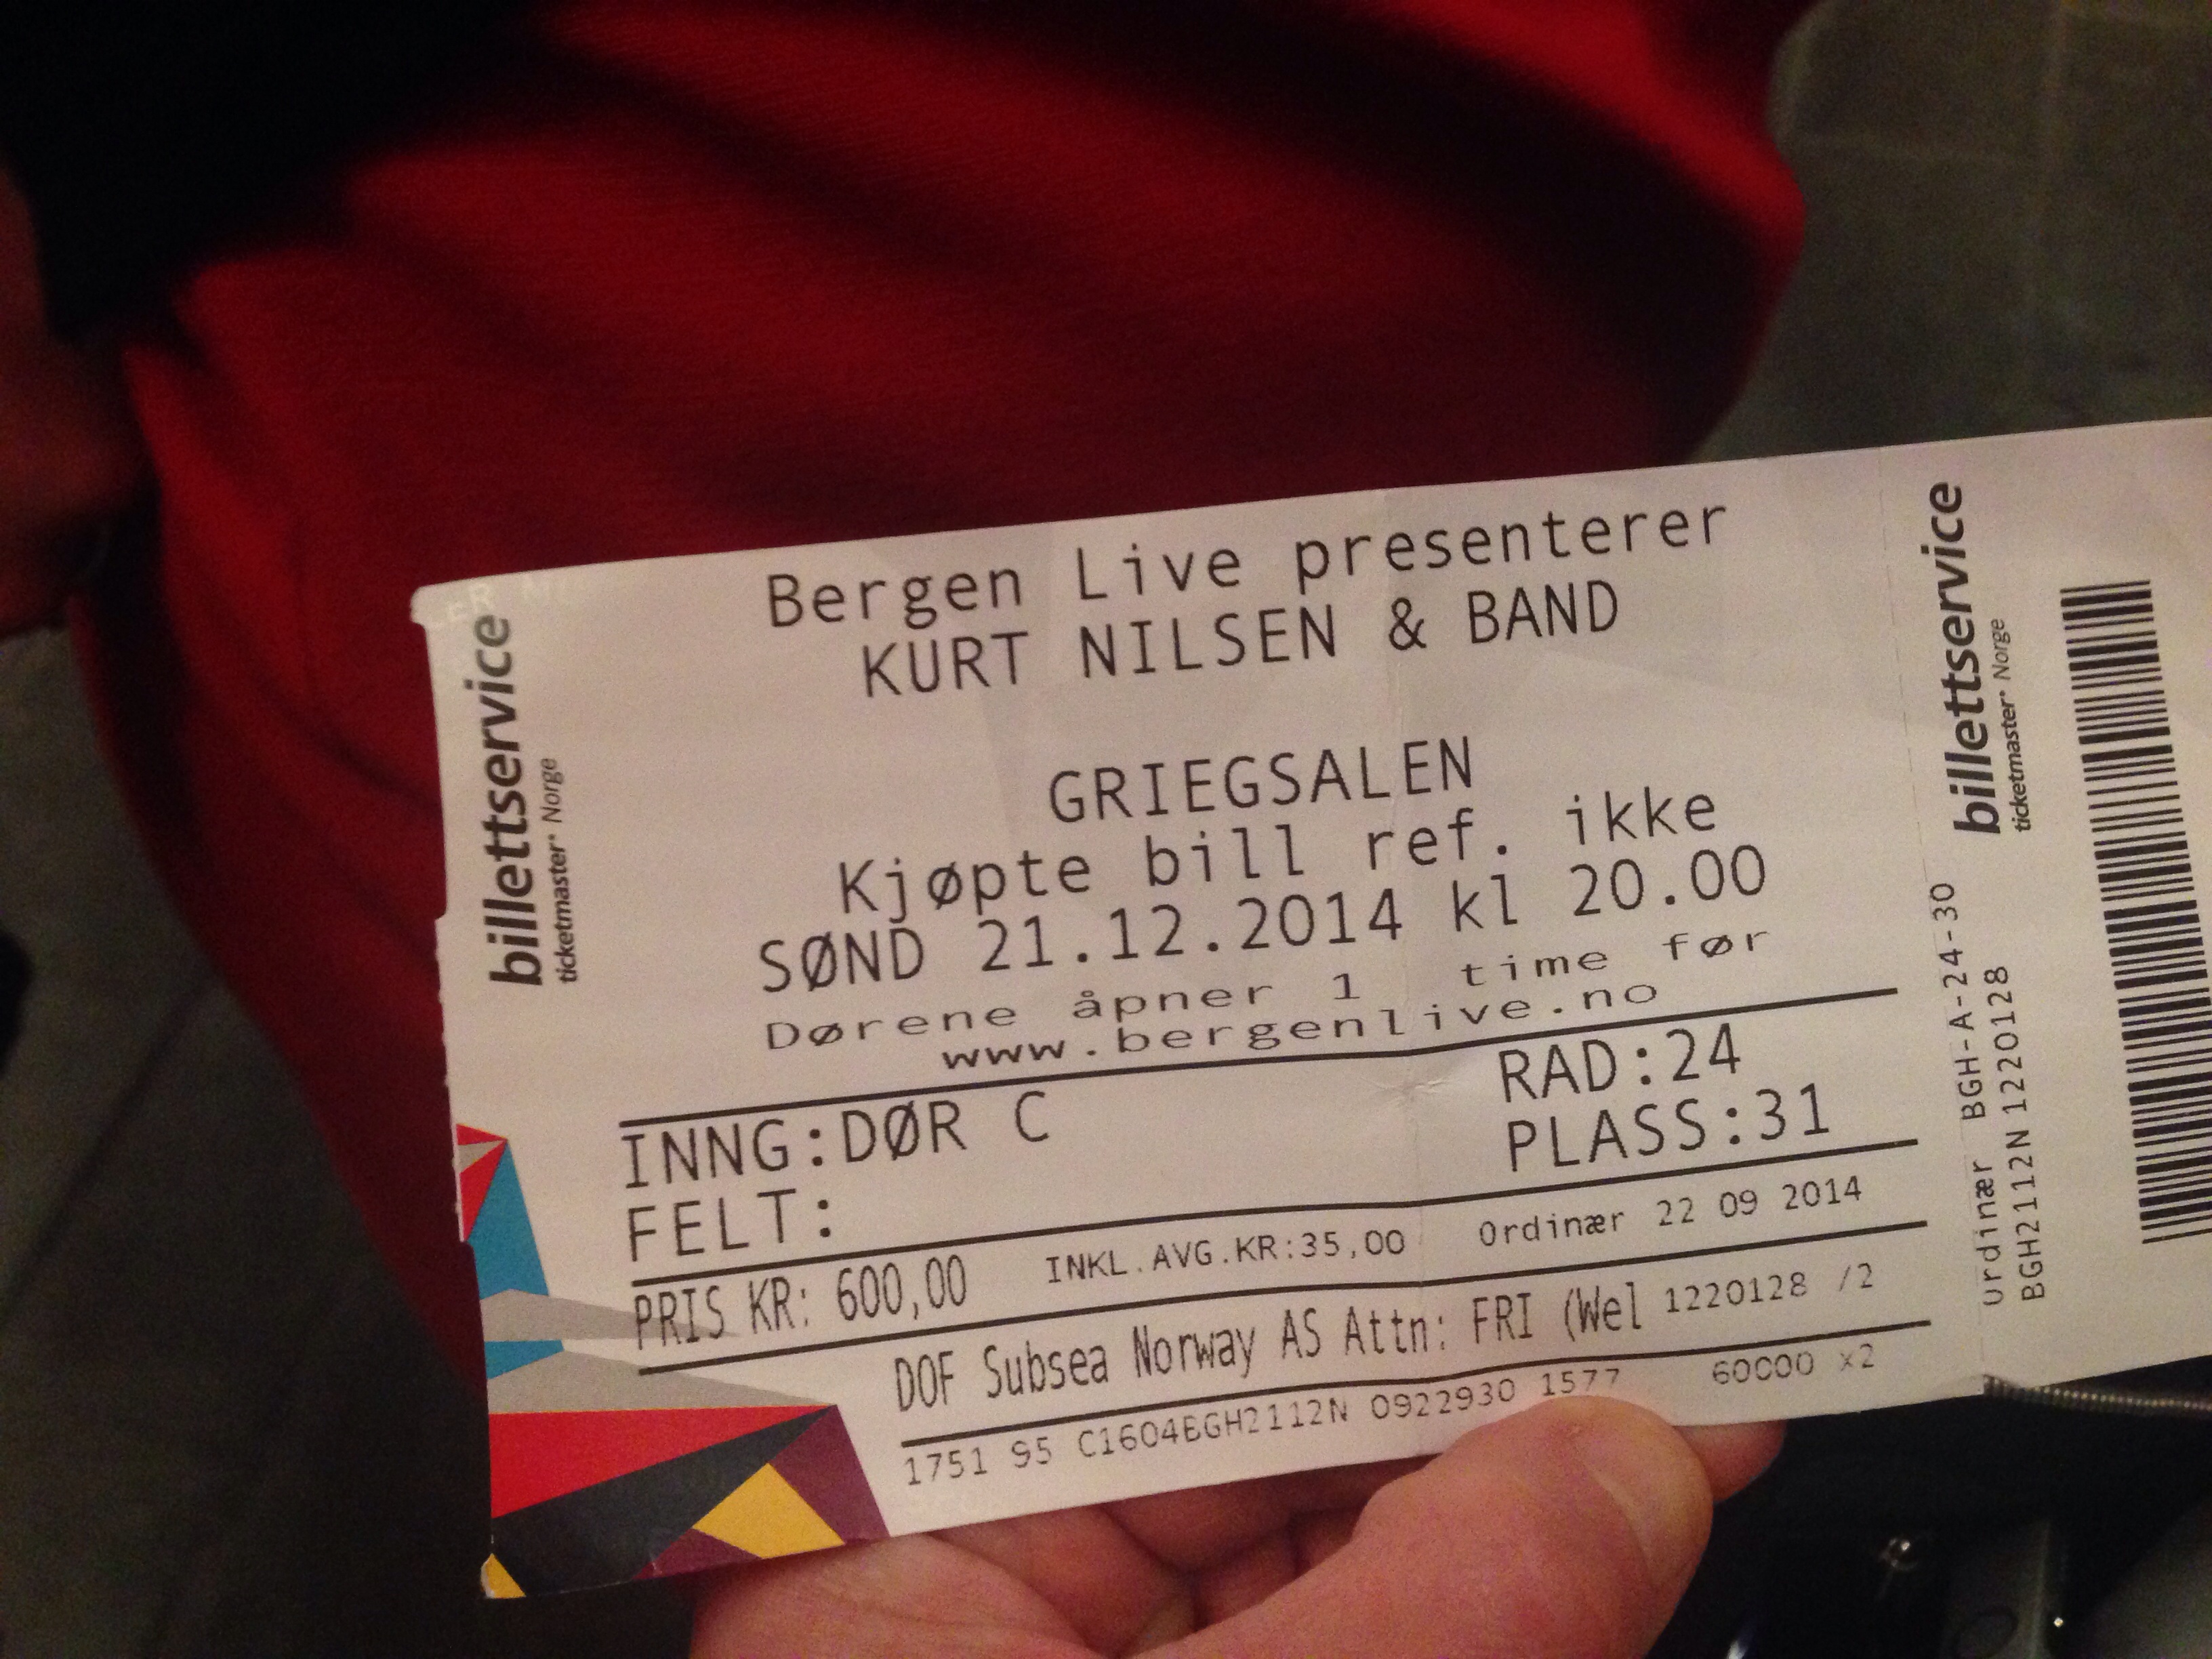 billettservice
ticketmaster® Norge
Bergen Live presenterer
KURT NILSEN & BAND
GRIEGSALEN
Kjøpte bill ref. ikke
SØND 21.12.2014 kl 20.00
Dørene åpner 1 time før
www.bergenlive.no
INNG:DØR C
RAD:24
FELT:
PLASS:31
PRIS KR: 600,00 INKL.AVG.KR:35,00 Ordinær 22 09 2014
DOF Subsea Norway AS Attn: FRI (Wel 1220128 /2
1751 95 C1604BGH2112N 0922930 1577 60000 x2
billettservice
ticketmaster® Norge
Ordinær BGH-A-24-30
BGH2112N 1220128